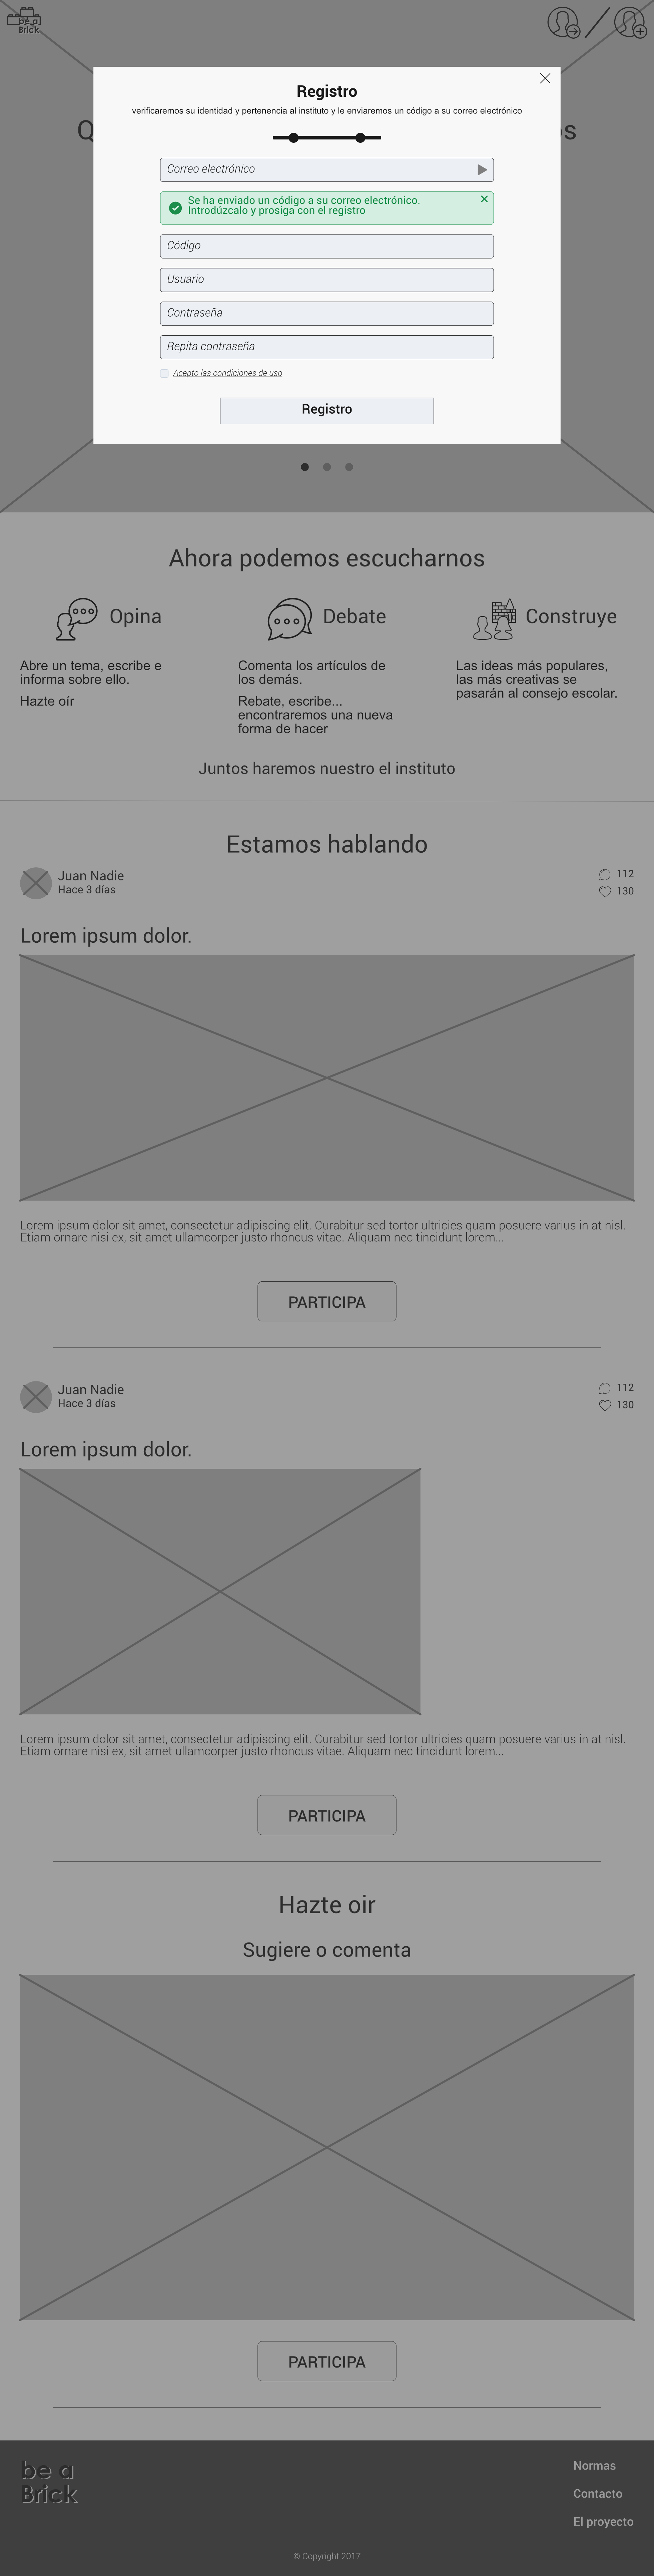 be a
Brick
Registro
verificaremos su identidad y pertenencia al instituto y le enviaremos un código a su correo electrónico
Q
os
Correo electrónico
Se ha enviado un código a su correo electrónico.
Introdúzcalo y prosiga con el registro
Código
Usuario
Contraseña
Repita contraseña
Acepto las condiciones de uso
Registro
Ahora podemos escucharnos
Opina
Abre un tema, escribe e
informa sobre ello.
Hazte oír
Debate
Comenta los artículos de
los demás.
Rebate, escribe...
encontraremos una nueva
forma de hacer
Construye
Las ideas más populares,
las más creativas se
pasarán al consejo escolar.
Juntos haremos nuestro el instituto
Estamos hablando
Juan Nadie
Hace 3 días
112
130
Lorem ipsum dolor.
Lorem ipsum dolor sit amet, consectetur adipiscing elit. Curabitur sed tortor ultricies quam posuere varius in at nisl.
Etiam ornare nisi ex, sit amet ullamcorper justo rhoncus vitae. Aliquam nec tincidunt lorem...
PARTICIPA
Juan Nadie
Hace 3 días
112
130
Lorem ipsum dolor.
Lorem ipsum dolor sit amet, consectetur adipiscing elit. Curabitur sed tortor ultricies quam posuere varius in at nisl.
Etiam ornare nisi ex, sit amet ullamcorper justo rhoncus vitae. Aliquam nec tincidunt lorem...
PARTICIPA
Hazte oir
Sugiere o comenta
PARTICIPA
be a
Brick
Normas
Contacto
El proyecto
© Copyright 2017